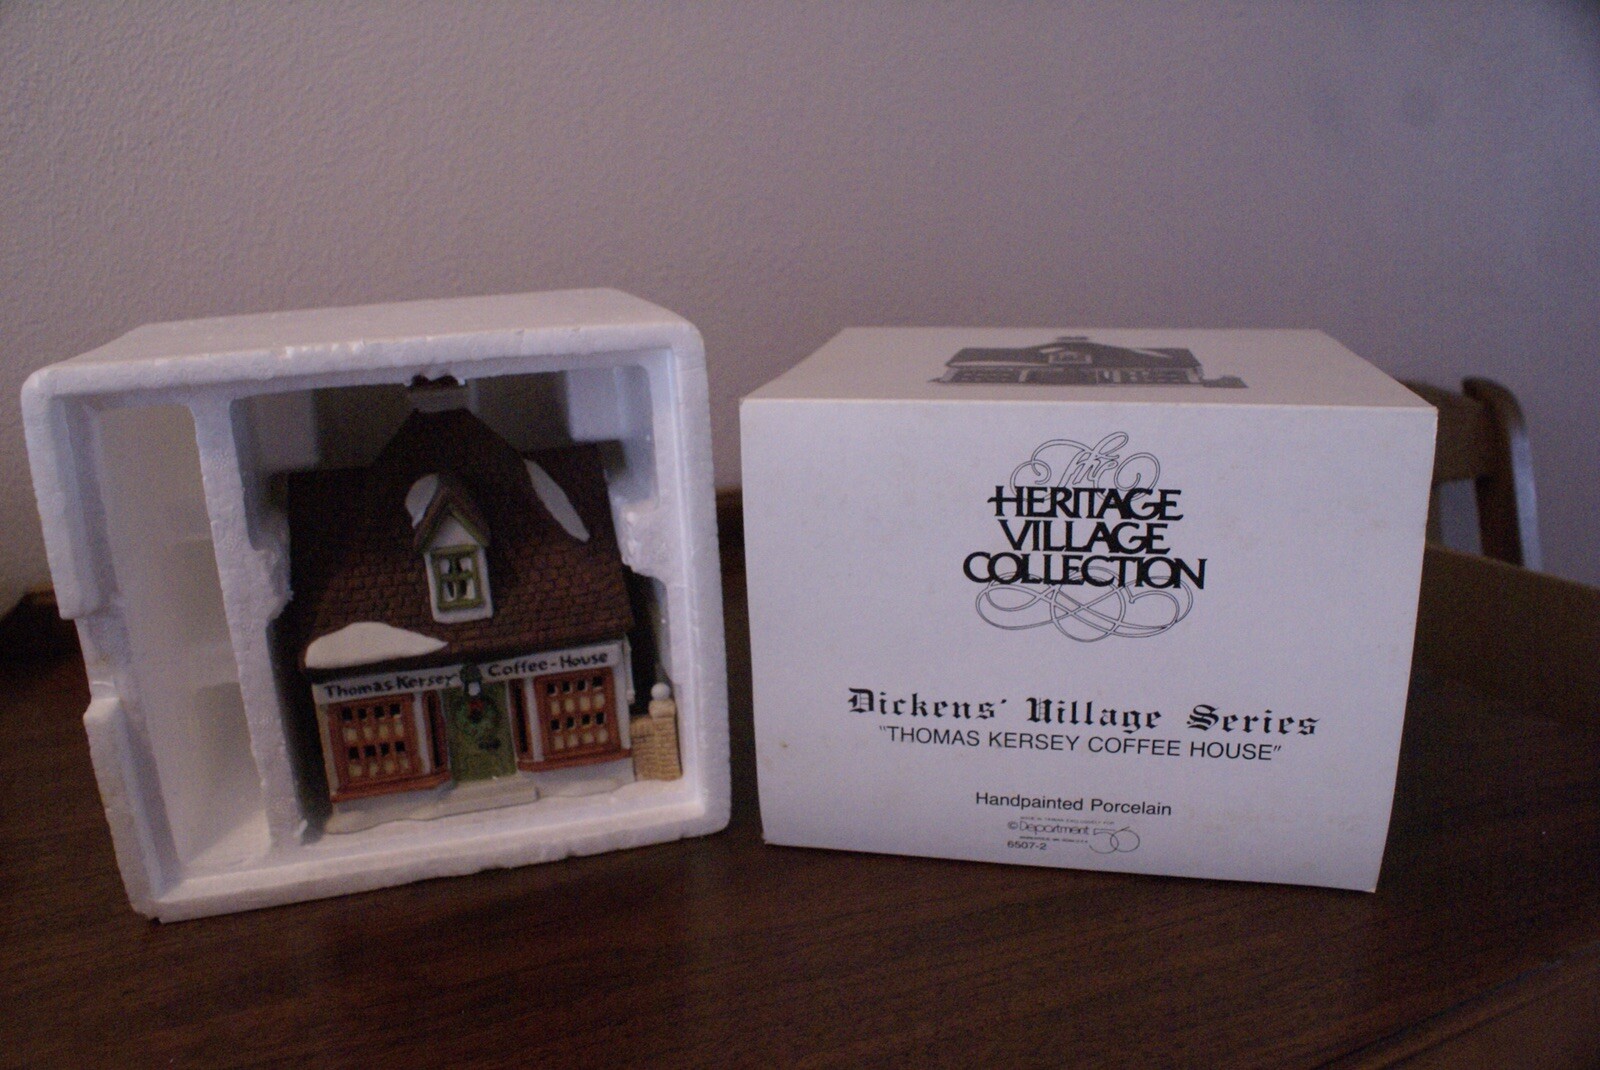 Thomas Kersey Coffee-House
The
HERITAGE
VILLAGE
COLLECTION
Dickens' Village Series
"THOMAS KERSEY COFFEE HOUSE"
Handpainted Porcelain
©Department 56
6507-2